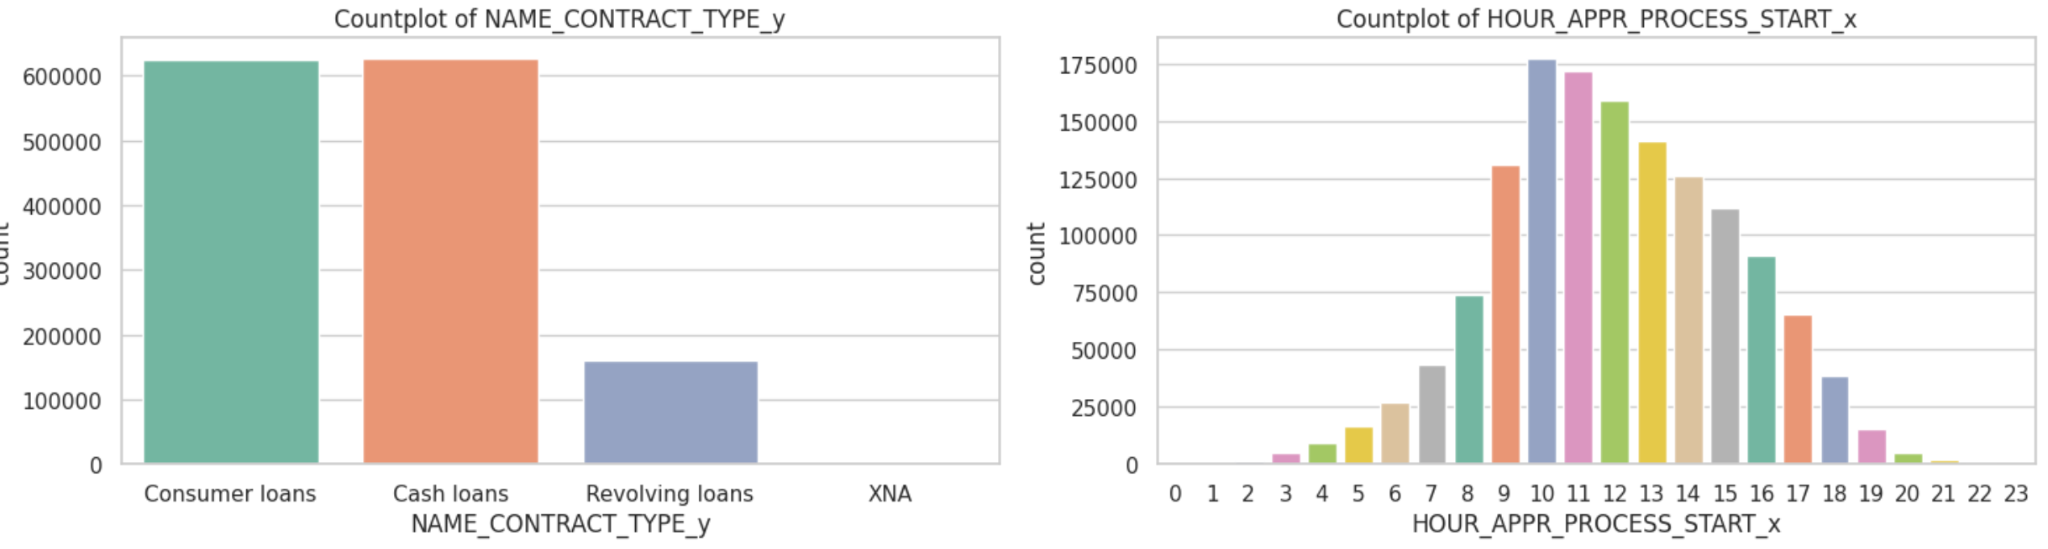 Countplot of NAME_CONTRACT_TYPE_y
600000
500000
400000
300000
200000
100000
0
count
Consumer loans Cash loans Revolving loans XNA
NAME_CONTRACT_TYPE_y
Countplot of HOUR_APPR_PROCESS_START_x
175000
150000
125000
100000
75000
50000
25000
0
count
0 1 2 3 4 5 6 7 8 9 10 11 12 13 14 15 16 17 18 19 20 21 22 23
HOUR_APPR_PROCESS_START_x